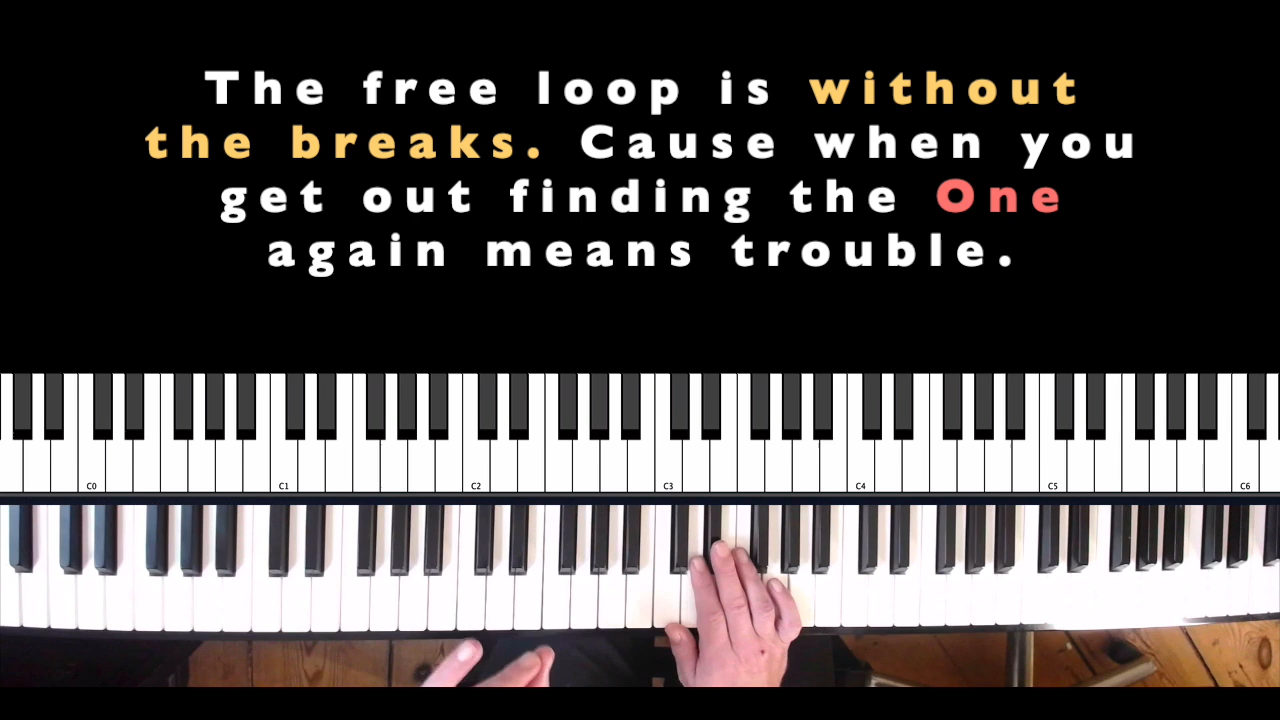 The free loop is without
the breaks. Cause when you
get out finding the One
again means trouble.
C0 C1 C2 C3 C4 C5 C6